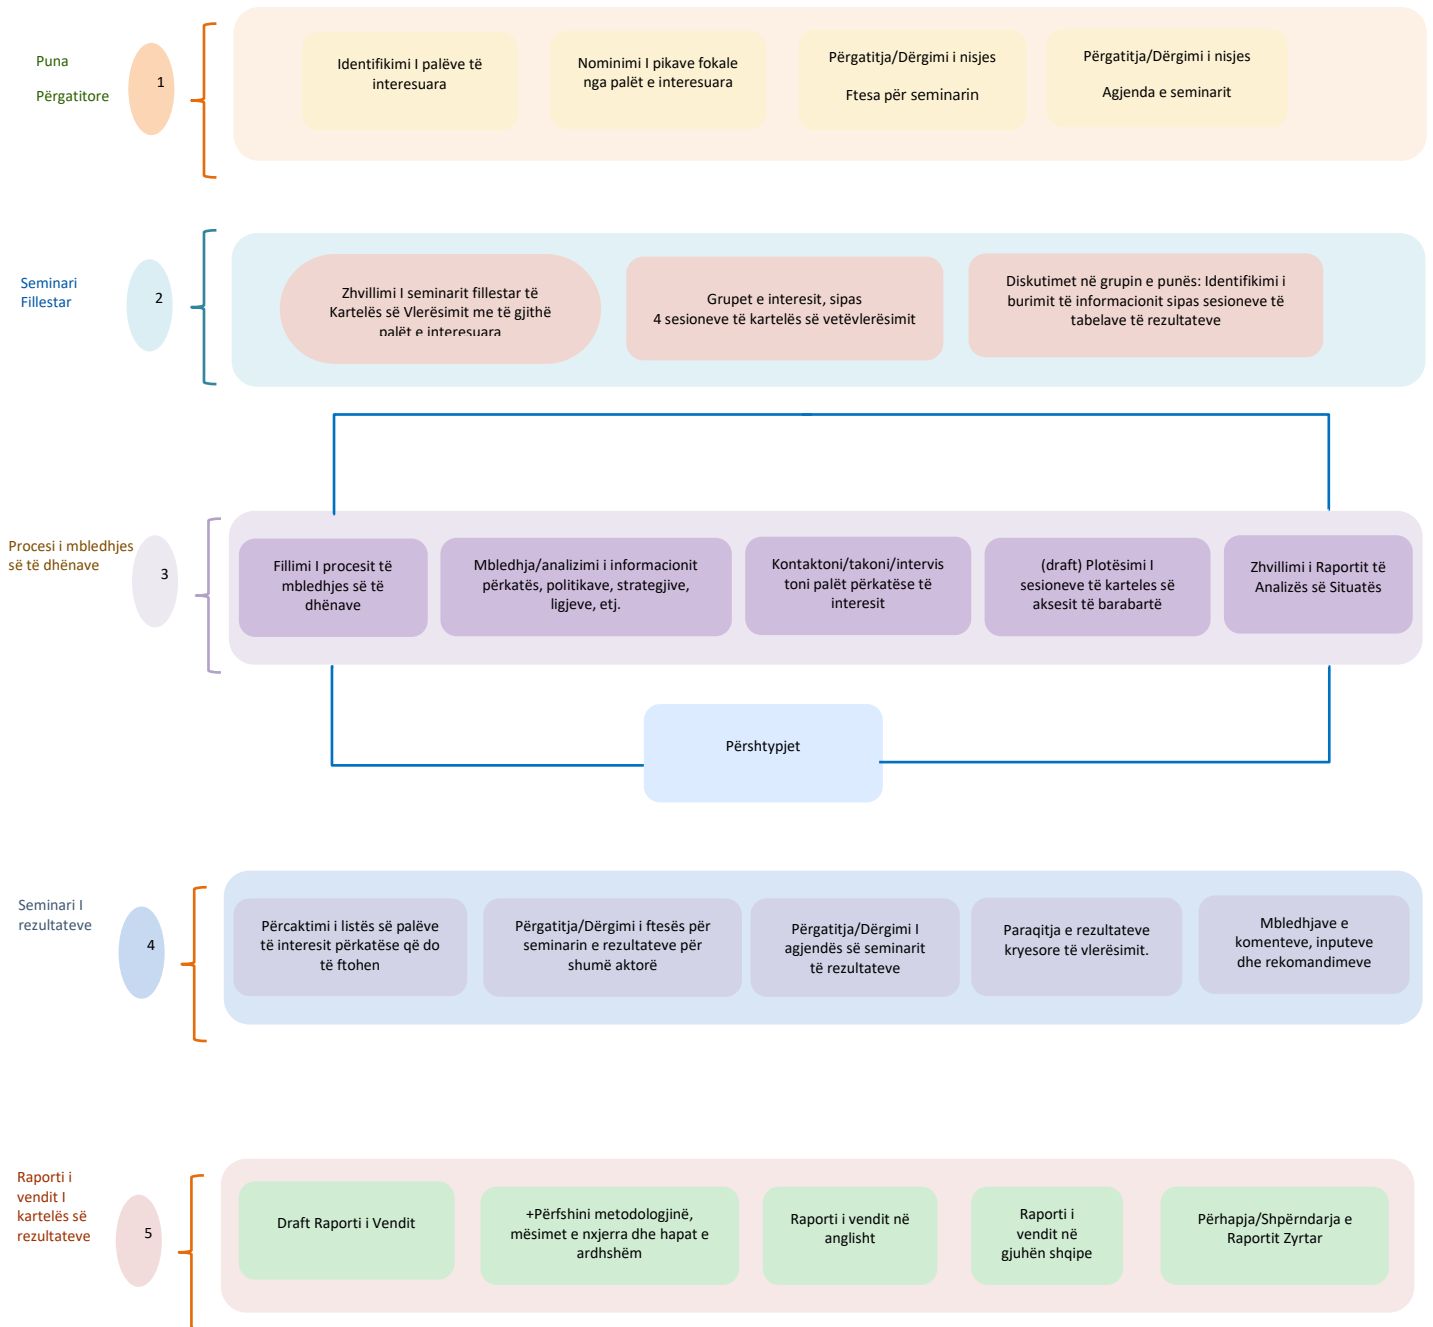 Puna
Përgatitore
1
Identifikimi I palëve të
interesuara
Nominimi I pikave fokale
nga palët e interesuara
Përgatitja/Dërgimi i nisjes
Ftesa për seminarin
Përgatitja/Dërgimi i nisjes
Agjenda e seminarit
Seminari
Fillestar
2
Zhvillimi I seminarit fillestar të
Kartelës së Vlerësimit me të gjithë
palët e interesuara
Grupet e interesit, sipas
4 sesioneve të kartelës së vetëvlerësimit
Diskutimet në grupin e punës: Identifikimi i
burimit të informacionit sipas sesioneve të
tabelave të rezultateve
Procesi i mbledhjes
së të dhënave
3
Fillimi I procesit të
mbledhjes së të
dhënave
Mbledhja/analizimi i informacionit
përkatës, politikave, strategjive,
ligjeve, etj.
Kontaktoni/takoni/intervis
toni palët përkatëse të
interesit
(draft) Plotësimi I
sesioneve të karteles së
aksesit të barabartë
Zhvillimi i Raportit të
Analizës së Situatës
Përshtypjet
Seminari I
rezultateve
4
Përcaktimi i listës së palëve
të interesit përkatëse që do
të ftohen
Përgatitja/Dërgimi i ftesës për
seminarin e rezultateve për
shumë aktorë
Përgatitja/Dërgimi I
agjendës së seminarit
të rezultateve
Paraqitja e rezultateve
kryesore të vlerësimit.
Mbledhjave e
komenteve, inputeve
dhe rekomandimeve
Raporti i
vendit I
kartelës së
rezultateve
5
Draft Raporti i Vendit
+Përfshini metodologjinë,
mësimet e nxjerra dhe hapat e
ardhshëm
Raporti i vendit në
anglisht
Raporti i
vendit në
gjuhën shqipe
Përhapja/Shpërndarja e
Raportit Zyrtar